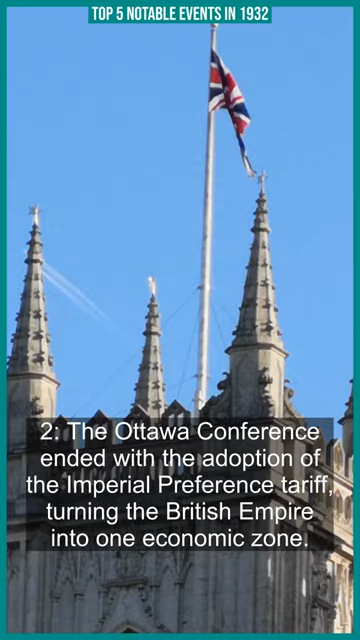 TOP 5 NOTABLE EVENTS IN 1932
2: The Ottawa Conference
ended with the adoption of
the Imperial Preference tariff,
turning the British Empire
into one economic zone.